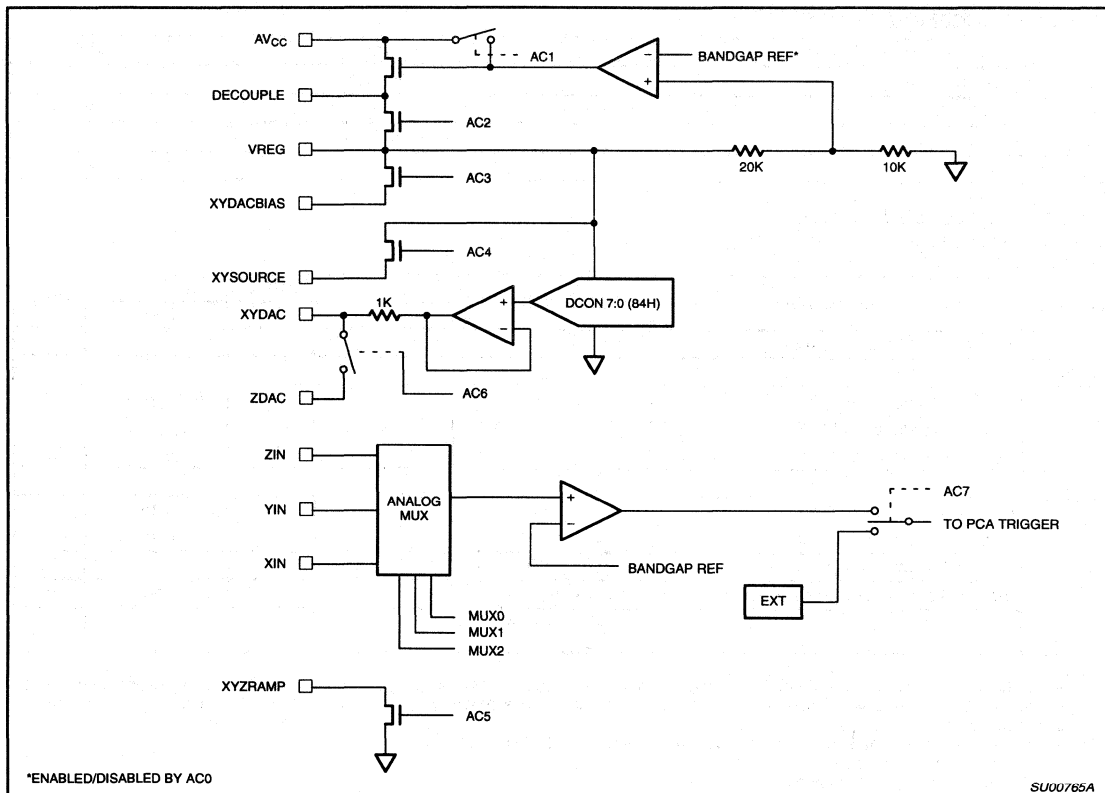 AVCC
AC1
BANDGAP REF*
DECOUPLE
AC2
VREG
20K
10K
AC3
XYDACBIAS
AC4
XYSOURCE
DCON 7:0 (84H)
XYDAC
1K
AC6
ZDAC
ZIN
YIN
XIN
ANALOG
MUX
AC7
TO PCA TRIGGER
BANDGAP REF
EXT
MUX0
MUX1
MUX2
XYZRAMP
AC5
*ENABLED/DISABLED BY AC0
SU00765A